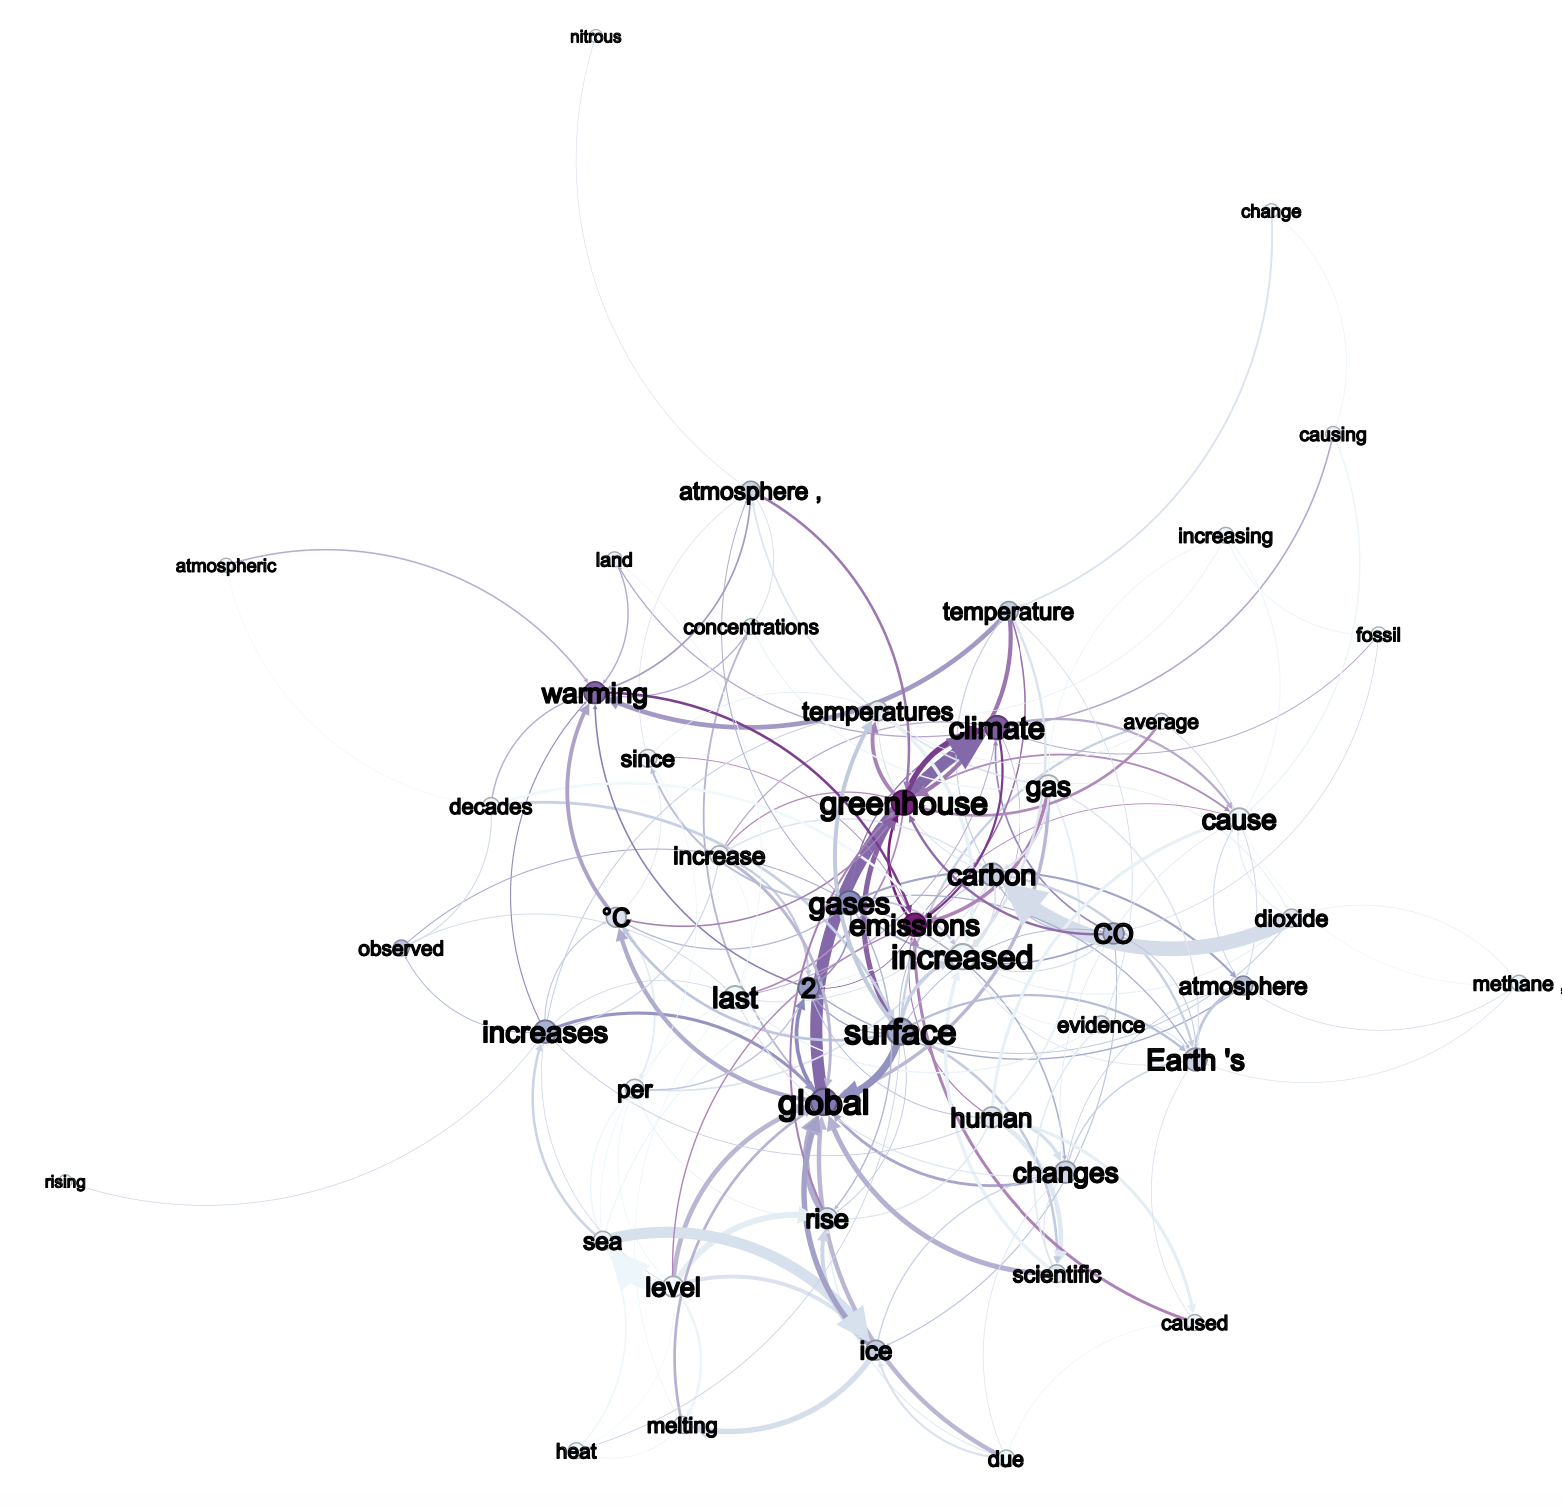 nitrous
change
causing
atmosphere ,
increasing
land
atmospheric
temperature
concentrations
fossil
warming
temperatures
average
climate
since
gas
greenhouse
decades
cause
increase
carbon
gases
°C
dioxide
emissions
CO
observed
increased
methane ,
2
atmosphere
last
evidence
increases
surface
Earth 's
per
global
human
changes
rising
rise
sea
scientific
level
caused
ice
melting
heat
due